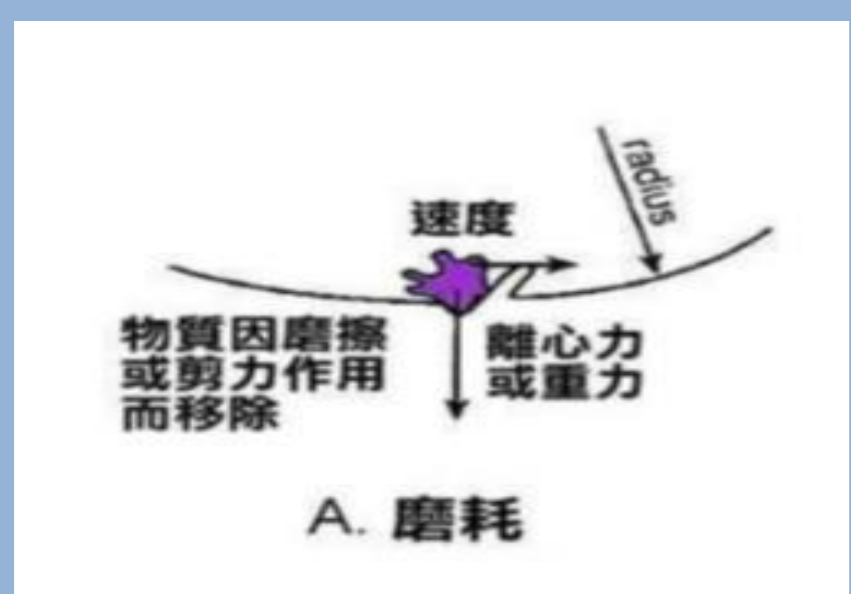 radius
速度
物質因磨擦
或剪力作用
而移除
離心力
或重力
A. 磨耗